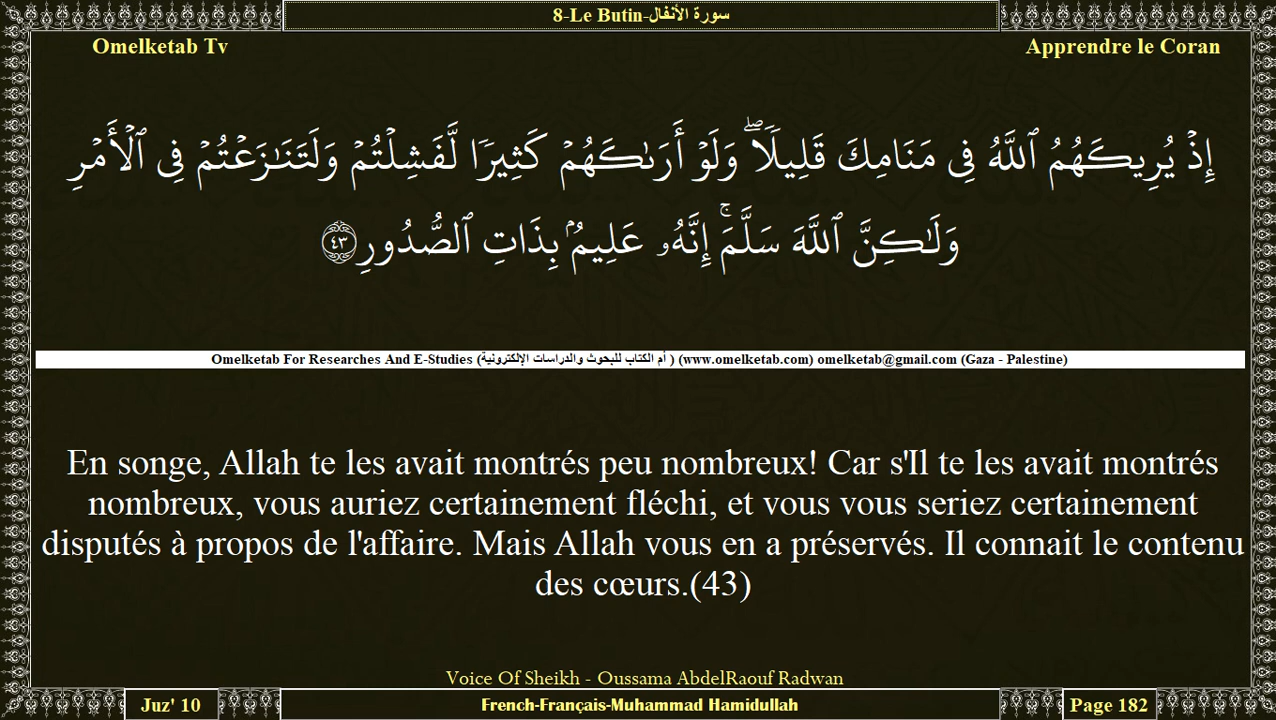 8-Le Butin-سورة الأنفال
Omelketab Tv
Apprendre le Coran
إِذۡ يُرِيكَهُمُ ٱللَّهُ فِي مَنَامِكَ قَلِيلٗاۖ وَلَوۡ أَرَىٰكَهُمۡ كَثِيرٗا لَّفَشِلۡتُمۡ وَلَتَنَٰزَعۡتُمۡ فِي ٱلۡأَمۡرِ
وَلَٰكِنَّ ٱللَّهَ سَلَّمَۚ إِنَّهُۥ عَلِيمُۢ بِذَاتِ ٱلصُّدُورِ ٤٣
Omelketab For Researches And E-Studies (أم الكتاب للبحوث والدراسات الإلكترونية ) (www.omelketab.com) omelketab@gmail.com (Gaza - Palestine)
En songe, Allah te les avait montrés peu nombreux! Car s'Il te les avait montrés
nombreux, vous auriez certainement fléchi, et vous vous seriez certainement
disputés à propos de l'affaire. Mais Allah vous en a préservés. Il connait le contenu
des cœurs.(43)
Voice Of Sheikh - Oussama AbdelRaouf Radwan
Juz' 10
French-Français-Muhammad Hamidullah
Page 182